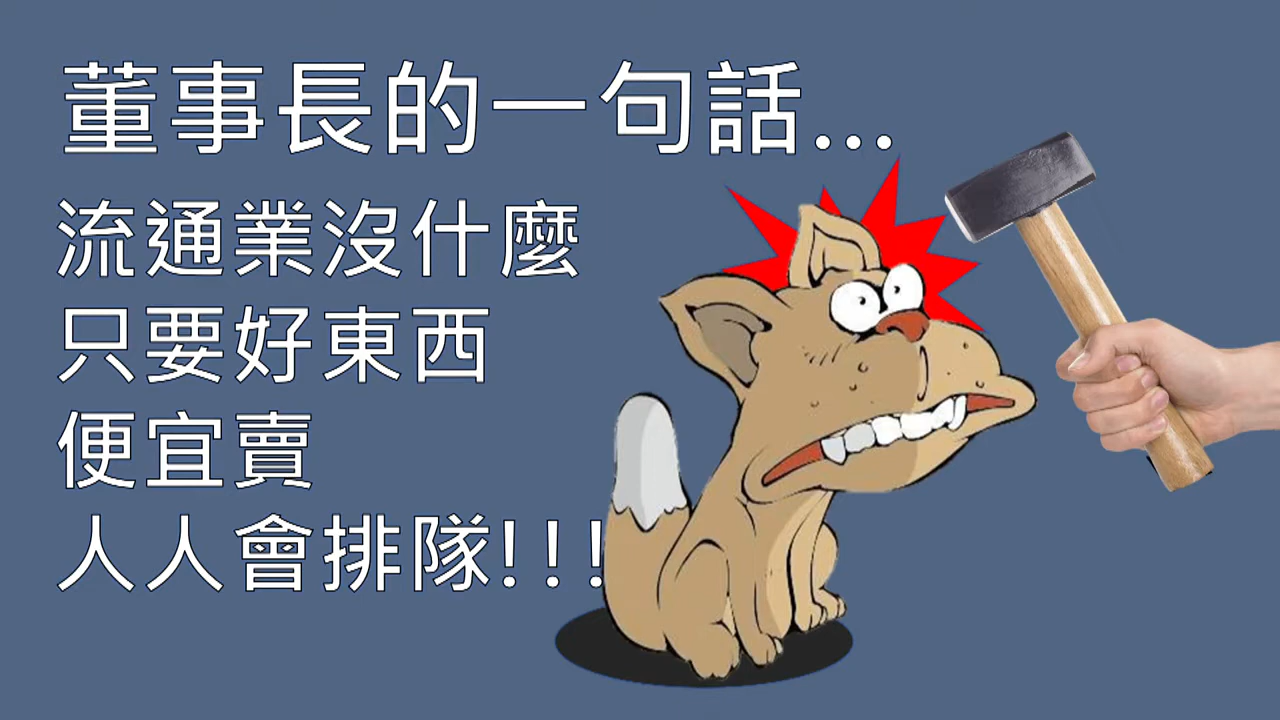 董事長的一句話...
流通業沒什麼
只要好東西
便宜賣
人人會排隊!!!